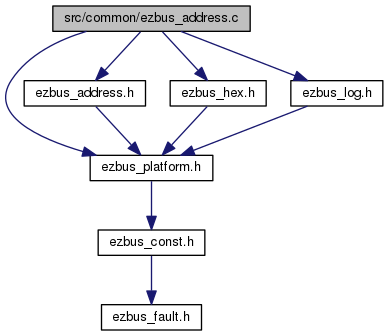 src/common/ezbus_address.c
ezbus_address.h
ezbus_hex.h
ezbus_log.h
ezbus_platform.h
ezbus_const.h
ezbus_fault.h